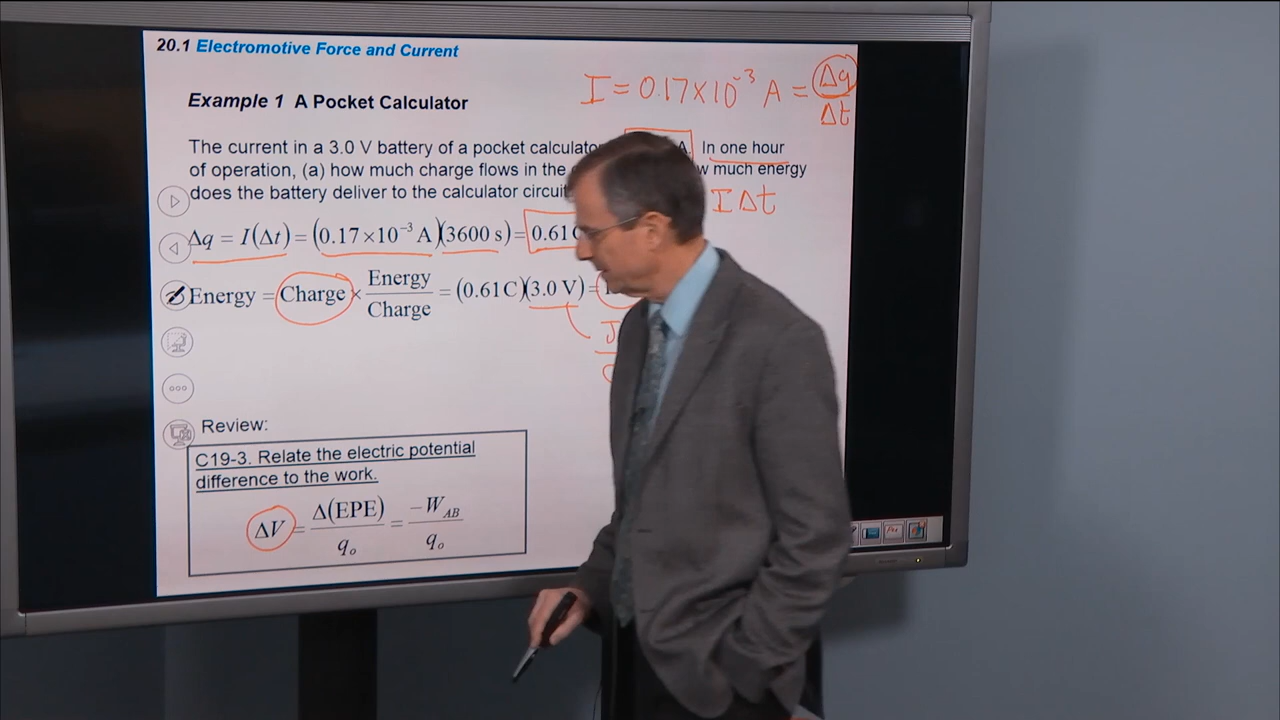 20.1 Electromotive Force and Current
I = 0.17×10⁻³ A = Δq/Δt
Example 1 A Pocket Calculator
The current in a 3.0 V battery of a pocket calculator A. In one hour
of operation, (a) how much charge flows in the much energy
does the battery deliver to the calculator circuit
I Δt
Δq = I(Δt) = (0.17×10⁻³ A)(3600 s) = 0.61C
Energy = Charge × Energy/Charge = (0.61C)(3.0 V) =
J
C
Review:
C19-3. Relate the electric potential
difference to the work.
ΔV = Δ(EPE)/q₀ = −W_AB/q₀